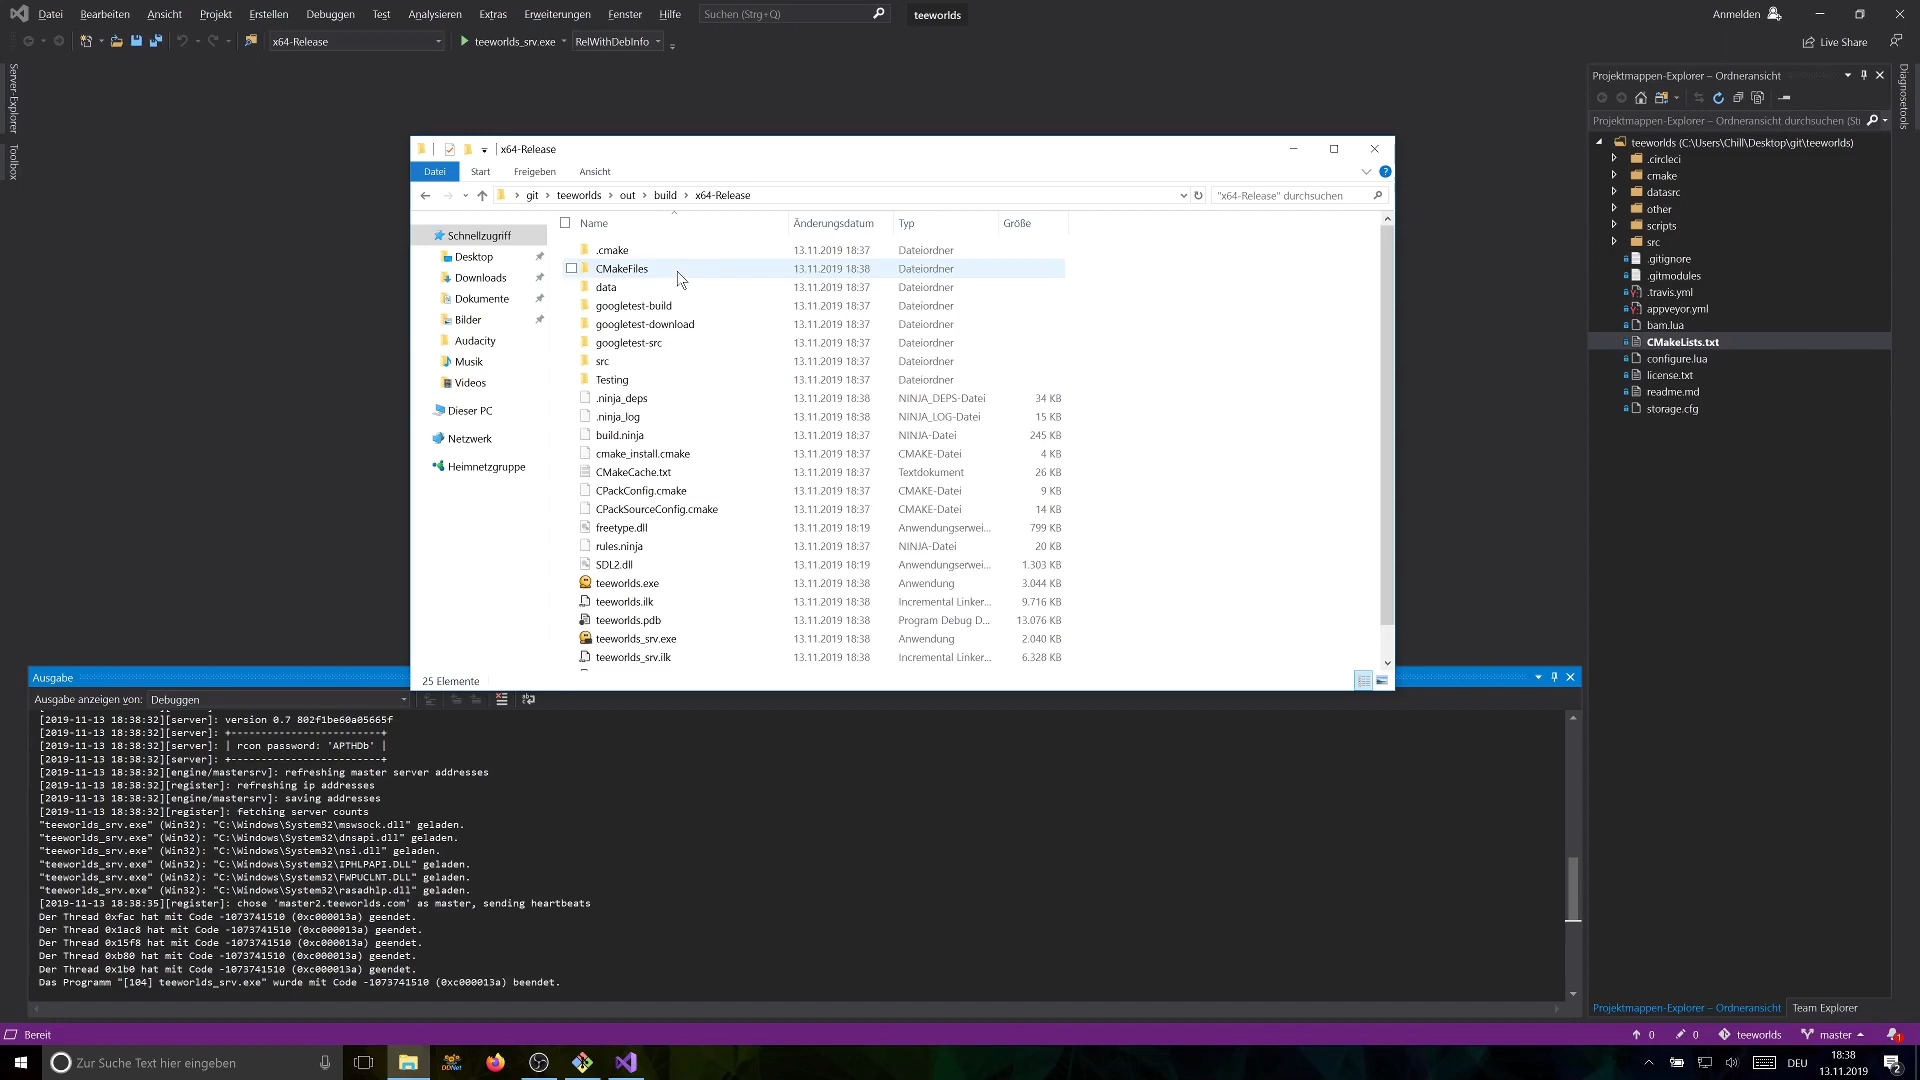 Datei Bearbeiten Ansicht Projekt Erstellen Debuggen Test Analysieren Extras Erweiterungen Fenster Hilfe Suchen (Strg+Q) teeworlds Anmelden
x64-Release teeworlds_srv.exe RelWithDebInfo Live Share
Server-Explorer
Toolbox
x64-Release
Datei Start Freigeben Ansicht
git teeworlds out build x64-Release "x64-Release" durchsuchen
Name Änderungsdatum Typ Größe
Schnellzugriff
Desktop
Downloads
Dokumente
Bilder
Audacity
Musik
Videos
Dieser PC
Netzwerk
Heimnetzgruppe
.cmake 13.11.2019 18:37 Dateiordner
CMakeFiles 13.11.2019 18:38 Dateiordner
data 13.11.2019 18:37 Dateiordner
googletest-build 13.11.2019 18:37 Dateiordner
googletest-download 13.11.2019 18:37 Dateiordner
googletest-src 13.11.2019 18:37 Dateiordner
src 13.11.2019 18:37 Dateiordner
Testing 13.11.2019 18:37 Dateiordner
.ninja_deps 13.11.2019 18:38 NINJA_DEPS-Datei 34 KB
.ninja_log 13.11.2019 18:38 NINJA_LOG-Datei 15 KB
build.ninja 13.11.2019 18:37 NINJA-Datei 245 KB
cmake_install.cmake 13.11.2019 18:37 CMAKE-Datei 4 KB
CMakeCache.txt 13.11.2019 18:37 Textdokument 26 KB
CPackConfig.cmake 13.11.2019 18:37 CMAKE-Datei 9 KB
CPackSourceConfig.cmake 13.11.2019 18:37 CMAKE-Datei 14 KB
freetype.dll 13.11.2019 18:19 Anwendungserwei... 799 KB
rules.ninja 13.11.2019 18:37 NINJA-Datei 20 KB
SDL2.dll 13.11.2019 18:19 Anwendungserwei... 1.303 KB
teeworlds.exe 13.11.2019 18:38 Anwendung 3.044 KB
teeworlds.ilk 13.11.2019 18:38 Incremental Linker... 9.716 KB
teeworlds.pdb 13.11.2019 18:38 Program Debug D... 13.076 KB
teeworlds_srv.exe 13.11.2019 18:38 Anwendung 2.040 KB
teeworlds_srv.ilk 13.11.2019 18:38 Incremental Linker... 6.328 KB
25 Elemente
Projektmappen-Explorer – Ordneransicht
Projektmappen-Explorer – Ordneransicht durchsuchen (St
teeworlds (C:\Users\Chill\Desktop\git\teeworlds)
.circleci
cmake
datasrc
other
scripts
src
.gitignore
.gitmodules
.travis.yml
appveyor.yml
bam.lua
CMakeLists.txt
configure.lua
license.txt
readme.md
storage.cfg
Projektmappen-Explorer – Ordneransicht Team Explorer
Diagnosetools
Ausgabe
Ausgabe anzeigen von: Debuggen
[2019-11-13 18:38:32][server]: version 0.7 802f1be60a05665f
[2019-11-13 18:38:32][server]: +-------------------------+
[2019-11-13 18:38:32][server]: | rcon password: 'APTHDb' |
[2019-11-13 18:38:32][server]: +-------------------------+
[2019-11-13 18:38:32][engine/mastersrv]: refreshing master server addresses
[2019-11-13 18:38:32][register]: refreshing ip addresses
[2019-11-13 18:38:32][engine/mastersrv]: saving addresses
[2019-11-13 18:38:32][register]: fetching server counts
"teeworlds_srv.exe" (Win32): "C:\Windows\System32\mswsock.dll" geladen.
"teeworlds_srv.exe" (Win32): "C:\Windows\System32\dnsapi.dll" geladen.
"teeworlds_srv.exe" (Win32): "C:\Windows\System32\nsi.dll" geladen.
"teeworlds_srv.exe" (Win32): "C:\Windows\System32\IPHLPAPI.DLL" geladen.
"teeworlds_srv.exe" (Win32): "C:\Windows\System32\FWPUCLNT.DLL" geladen.
"teeworlds_srv.exe" (Win32): "C:\Windows\System32\rasadhlp.dll" geladen.
[2019-11-13 18:38:35][register]: chose 'master2.teeworlds.com' as master, sending heartbeats
Der Thread 0xfac hat mit Code -1073741510 (0xc000013a) geendet.
Der Thread 0x1ac8 hat mit Code -1073741510 (0xc000013a) geendet.
Der Thread 0x15f8 hat mit Code -1073741510 (0xc000013a) geendet.
Der Thread 0xb80 hat mit Code -1073741510 (0xc000013a) geendet.
Der Thread 0x1b0 hat mit Code -1073741510 (0xc000013a) geendet.
Das Programm "[104] teeworlds_srv.exe" wurde mit Code -1073741510 (0xc000013a) beendet.
Bereit 0 0 teeworlds master 1
Zur Suche Text hier eingeben DDNet DEU 18:38 2
13.11.2019